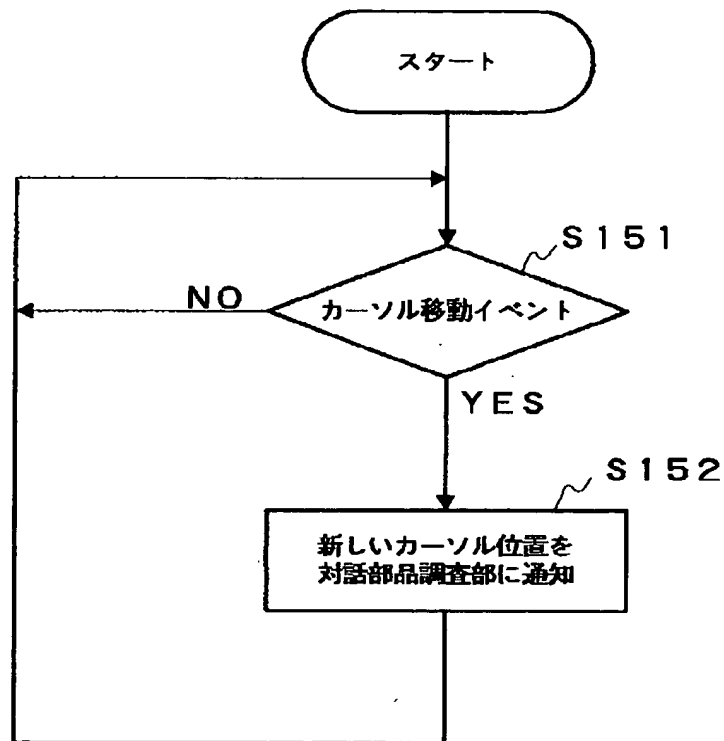 スタート
S151
カーソル移動イベント
NO
YES
S152
新しいカーソル位置を
対話部品調査部に通知